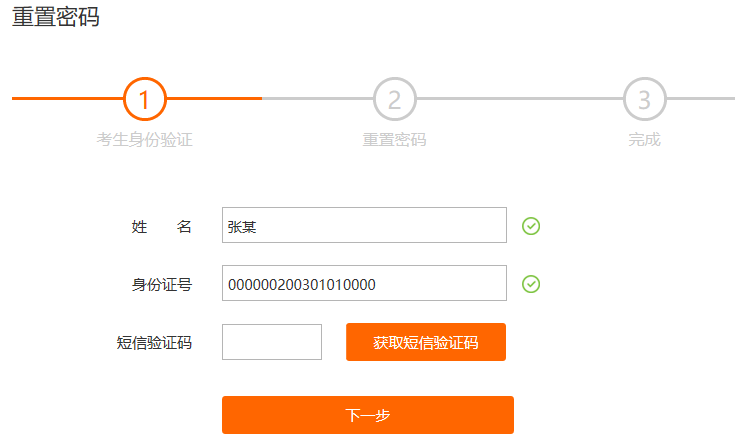 重置密码
1 2 3
考生身份验证 重置密码 完成
姓 名 张某
身份证号 000000200301010000
短信验证码 获取短信验证码
下一步